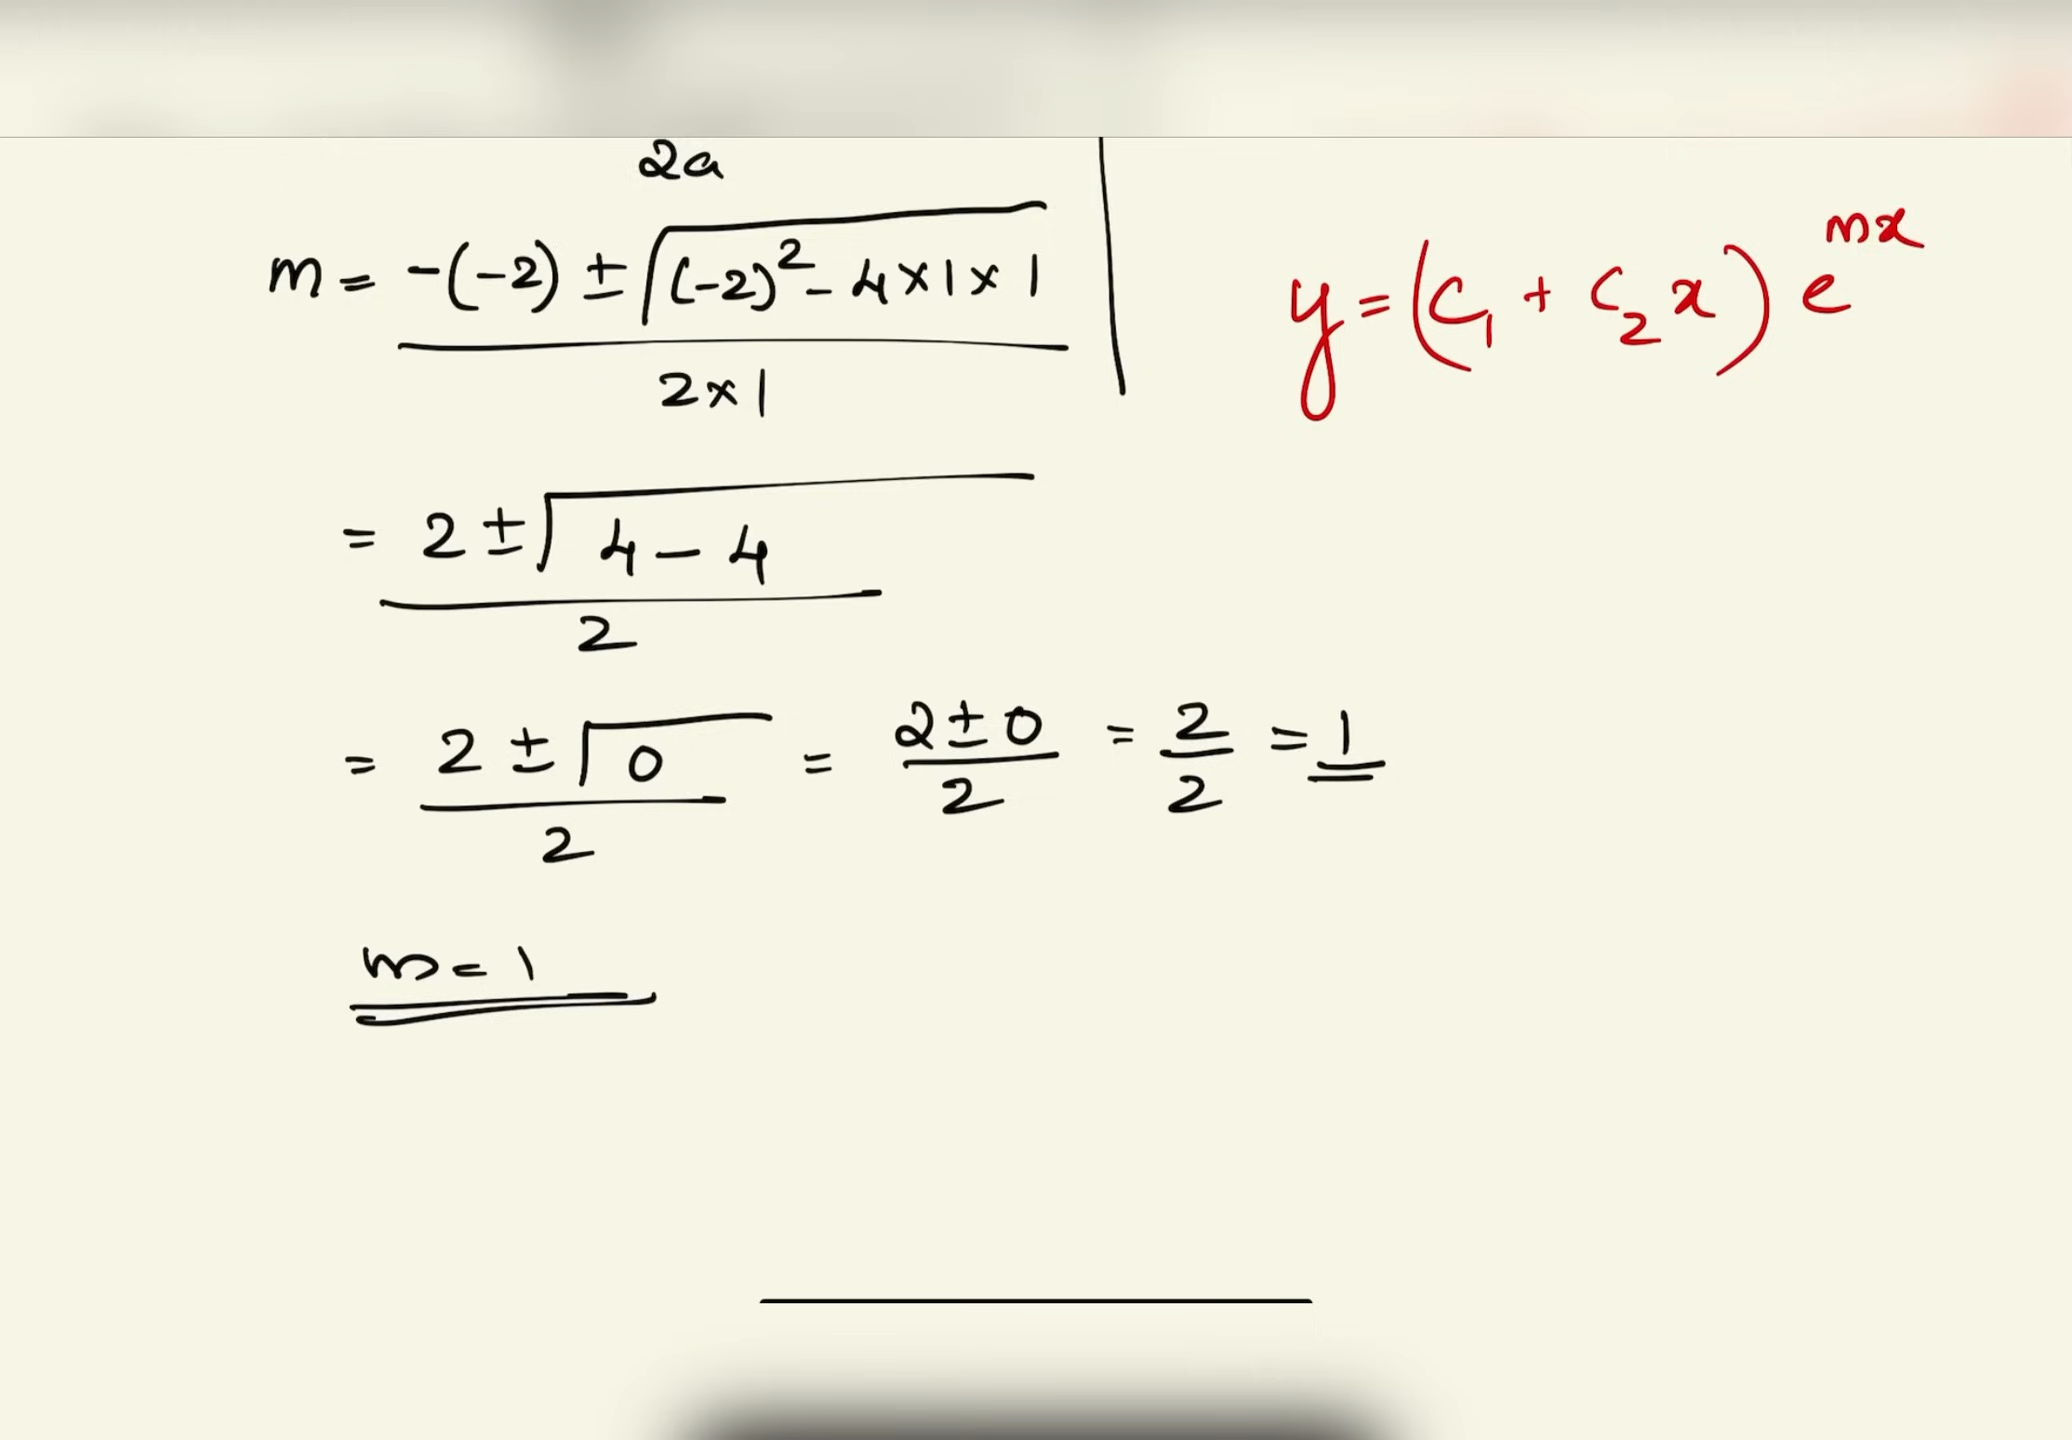 2a
m = -(-2) ± √(-2)² - 4×1×1
2×1
y = (C₁ + C₂x) e^mx
= 2 ± √4 - 4
2
= 2 ± √0 / 2 = 2 ± 0 / 2 = 2/2 = 1
m = 1